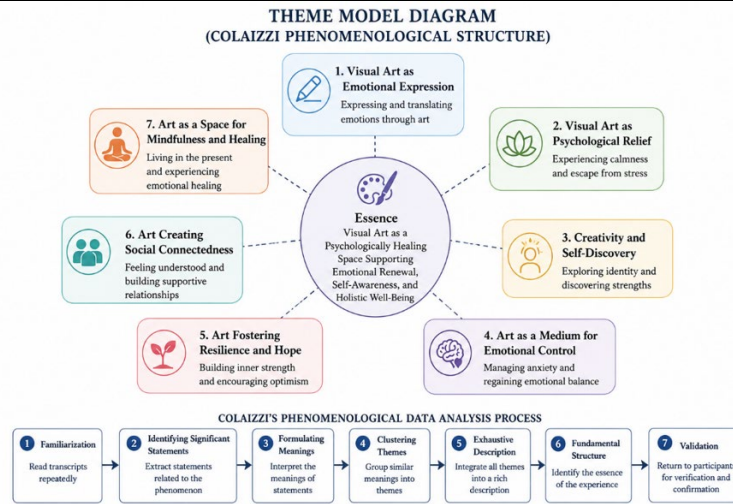 THEME MODEL DIAGRAM
(COLAIZZI PHENOMENOLOGICAL STRUCTURE)
1. Visual Art as
Emotional Expression
Expressing and translating
emotions through art
2. Visual Art as
Psychological Relief
Experiencing calmness
and escape from stress
3. Creativity and
Self-Discovery
Exploring identity and
discovering strengths
4. Art as a Medium for
Emotional Control
Managing anxiety and
regaining emotional balance
5. Art Fostering
Resilience and Hope
Building inner strength
and encouraging optimism
6. Art Creating
Social Connectedness
Feeling understood and
building supportive
relationships
7. Art as a Space for
Mindfulness and Healing
Living in the present
and experiencing
emotional healing
Essence
Visual Art as a
Psychologically Healing
Space Supporting
Emotional Renewal,
Self-Awareness, and
Holistic Well-Being
COLAIZZI'S PHENOMENOLOGICAL DATA ANALYSIS PROCESS
1 Familiarization
Read transcripts
repeatedly
2 Identifying Significant
Statements
Extract statements
related to the
phenomenon
3 Formulating
Meanings
Interpret the
meanings of
statements
4 Clustering
Themes
Group similar
meanings into
themes
5 Exhaustive
Description
Integrate all themes
into a rich
description
6 Fundamental
Structure
Identify the essence
of the experience
7 Validation
Return to participants
for verification and
confirmation